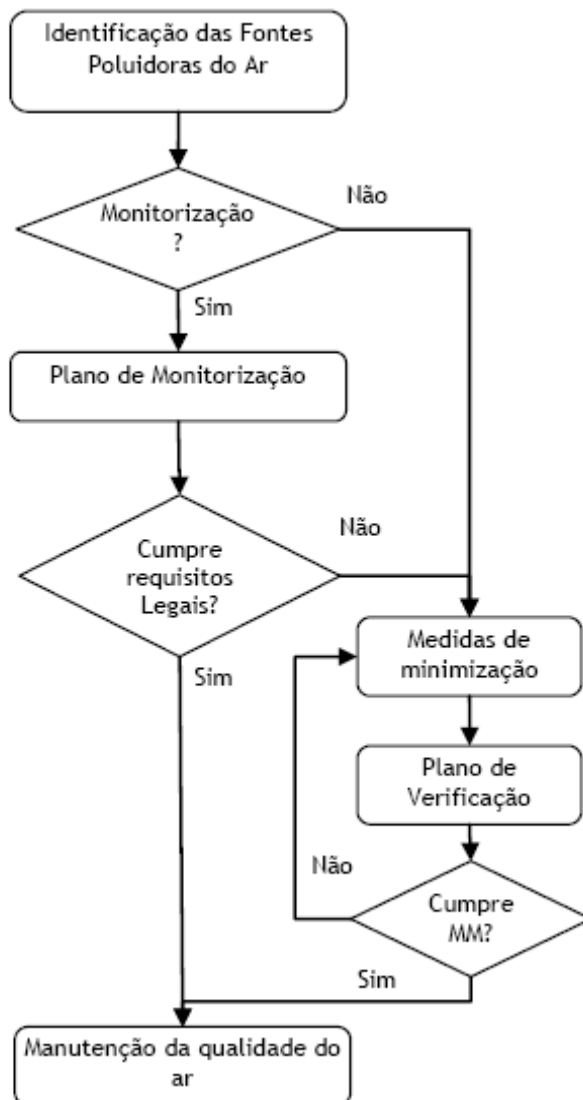 Identificação das Fontes
Poluidoras do Ar
Não
Monitorização
?
Sim
Plano de Monitorização
Não
Cumpre
requisitos
Legais?
Sim
Medidas de
minimização
Plano de
Verificação
Não
Cumpre
MM?
Sim
Manutenção da qualidade do
ar